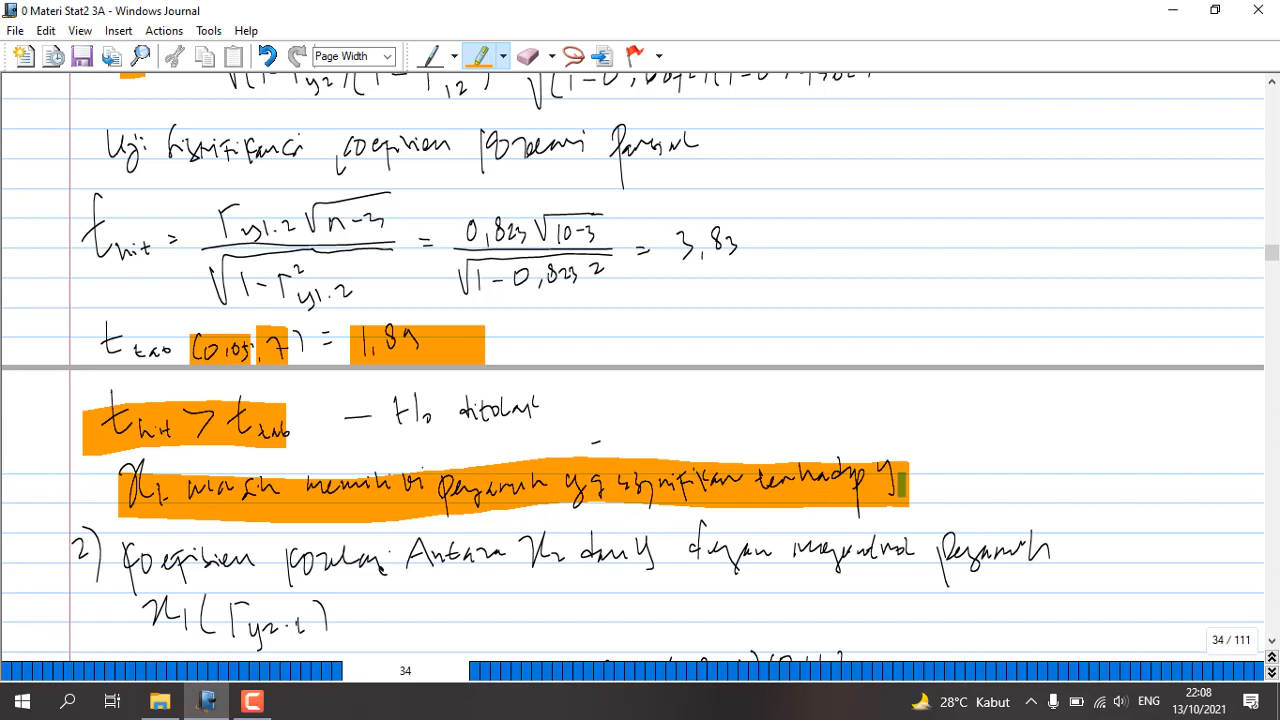 0 Materi Stat2 3A - Windows Journal
File Edit View Insert Actions Tools Help
Page Width
Uji Signifikansi coefisien korelasi Parsial
t hit = r y1.2 √n-3 / √1-r² y1.2 = 0,823 √10-3 / √1-0,823² = 3,83
t tab (0,05, 7) = 1,89
t hit > t tab - H0 ditolak
X1 masih memiliki pengaruh yg signifikan terhadap Y
2) Koefisien korelasi Antara X2 dan Y dengan mengontrol pengaruh
X1 ( r y2.1 )
34 / 111
34
28°C Kabut
ENG
22:08
13/10/2021